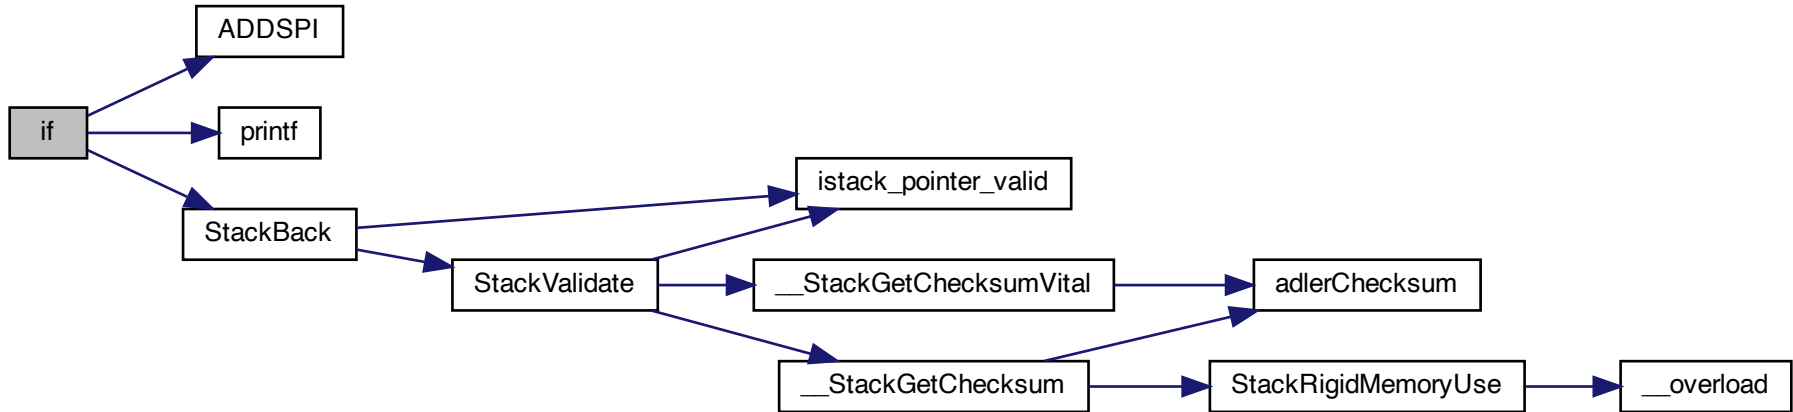 ADDSPI
if
printf
istack_pointer_valid
StackBack
StackValidate
__StackGetChecksumVital
adlerChecksum
__StackGetChecksum
StackRigidMemoryUse
__overload